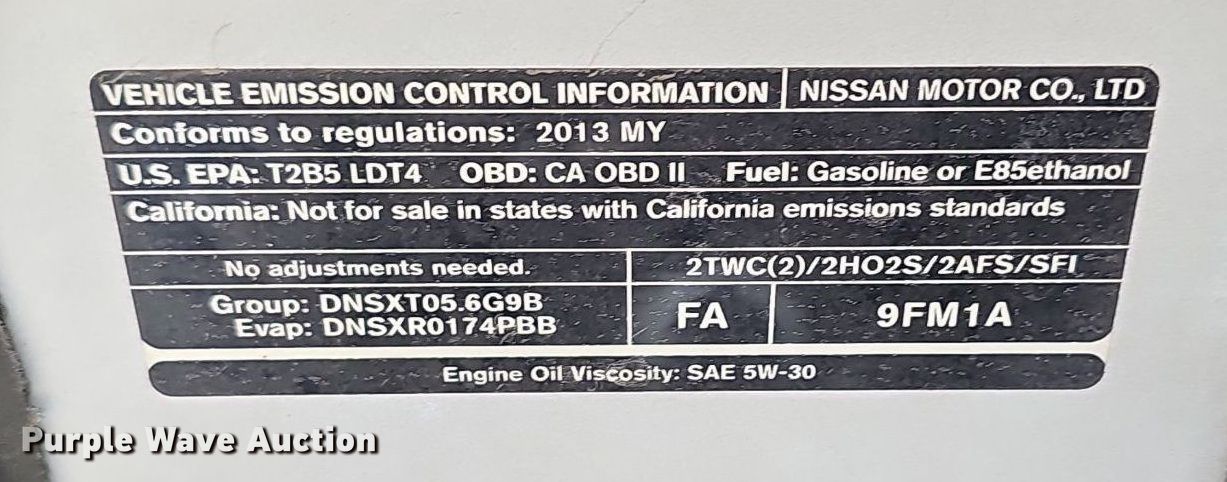 VEHICLE EMISSION CONTROL INFORMATION | NISSAN MOTOR CO., LTD
Conforms to regulations: 2013 MY
U.S. EPA: T2B5 LDT4 OBD: CA OBD II Fuel: Gasoline or E85ethanol
California: Not for sale in states with California emissions standards
No adjustments needed. 2TWC(2)/2HO2S/2AFS/SFI
Group: DNSXT05.6G9B
Evap: DNSXR0174PBB
FA 9FM1A
Engine Oil Viscosity: SAE 5W-30
Purple Wave Auction